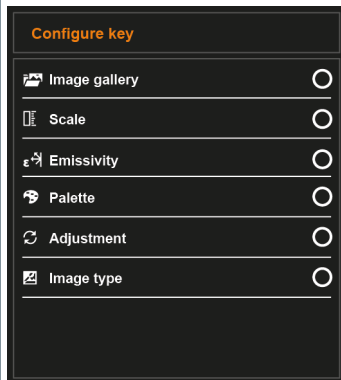 Configure key
Image gallery
Scale
ε Emissivity
Palette
Adjustment
Image type